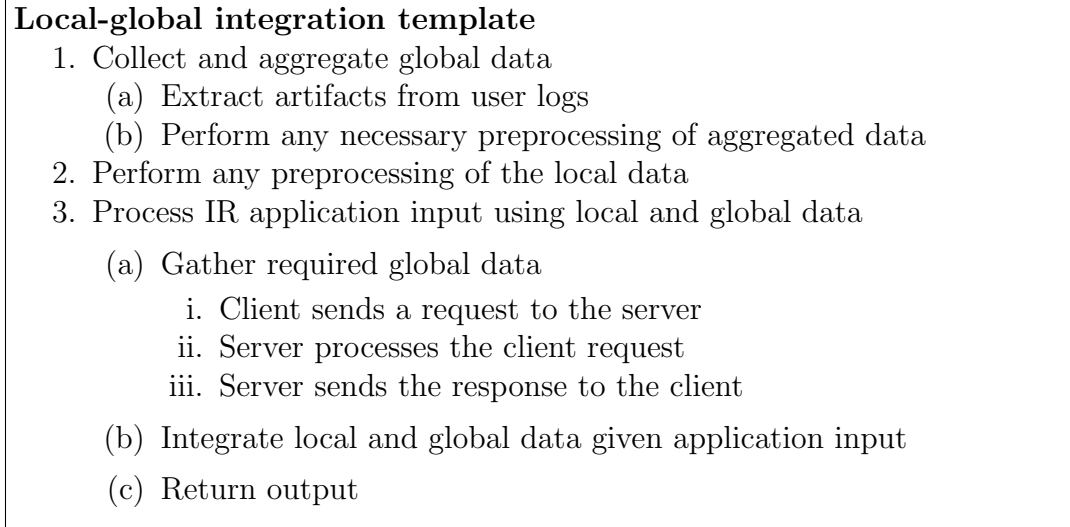 Local-global integration template
1. Collect and aggregate global data
(a) Extract artifacts from user logs
(b) Perform any necessary preprocessing of aggregated data
2. Perform any preprocessing of the local data
3. Process IR application input using local and global data
(a) Gather required global data
i. Client sends a request to the server
ii. Server processes the client request
iii. Server sends the response to the client
(b) Integrate local and global data given application input
(c) Return output